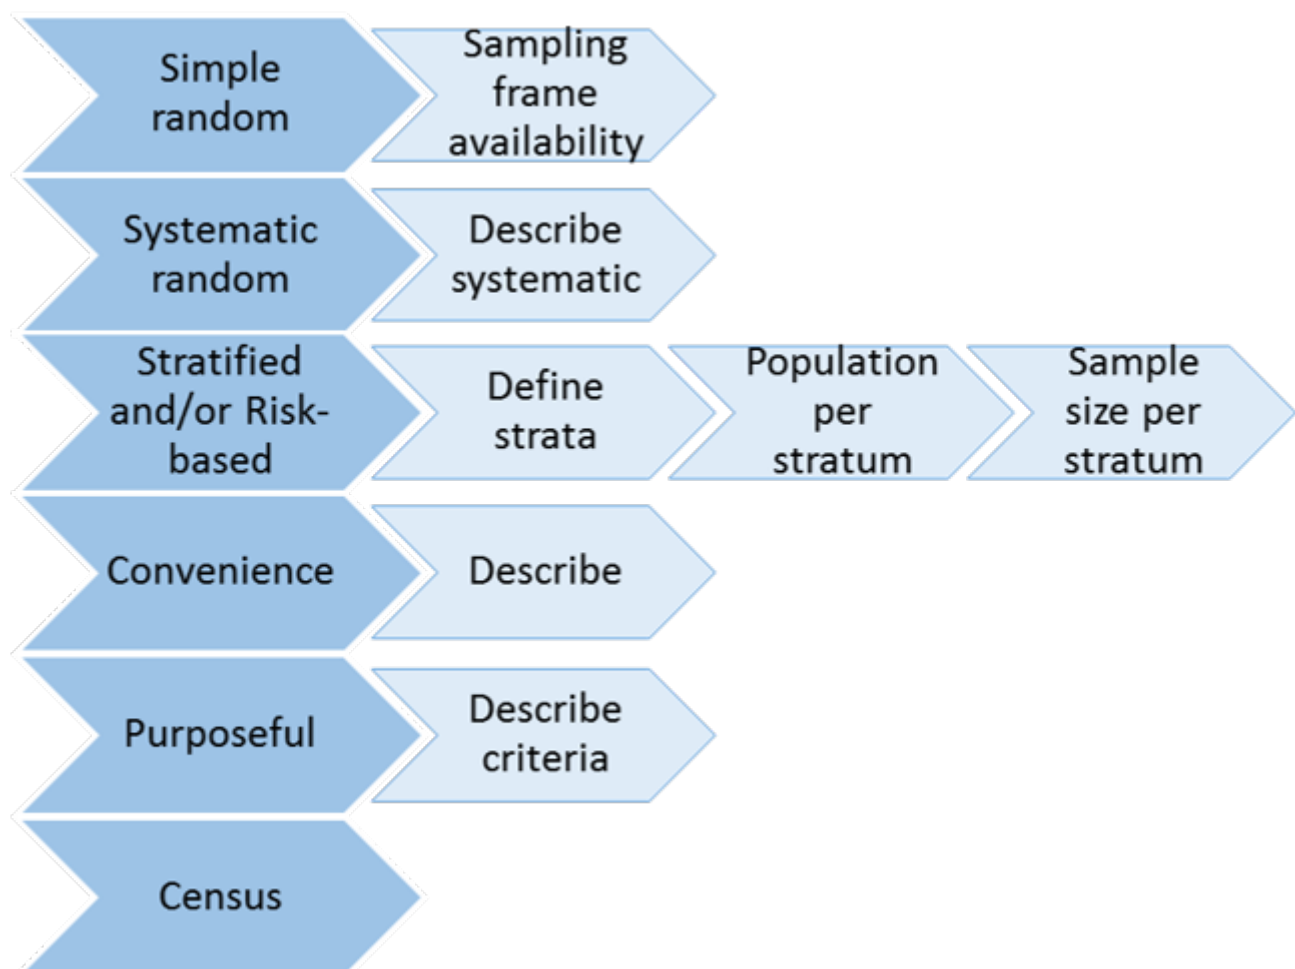 Simple
random
Sampling
frame
availability
Systematic
random
Describe
systematic
Stratified
and/or Risk-
based
Define
strata
Population
per
stratum
Sample
size per
stratum
Convenience
Describe
Purposeful
Describe
criteria
Census